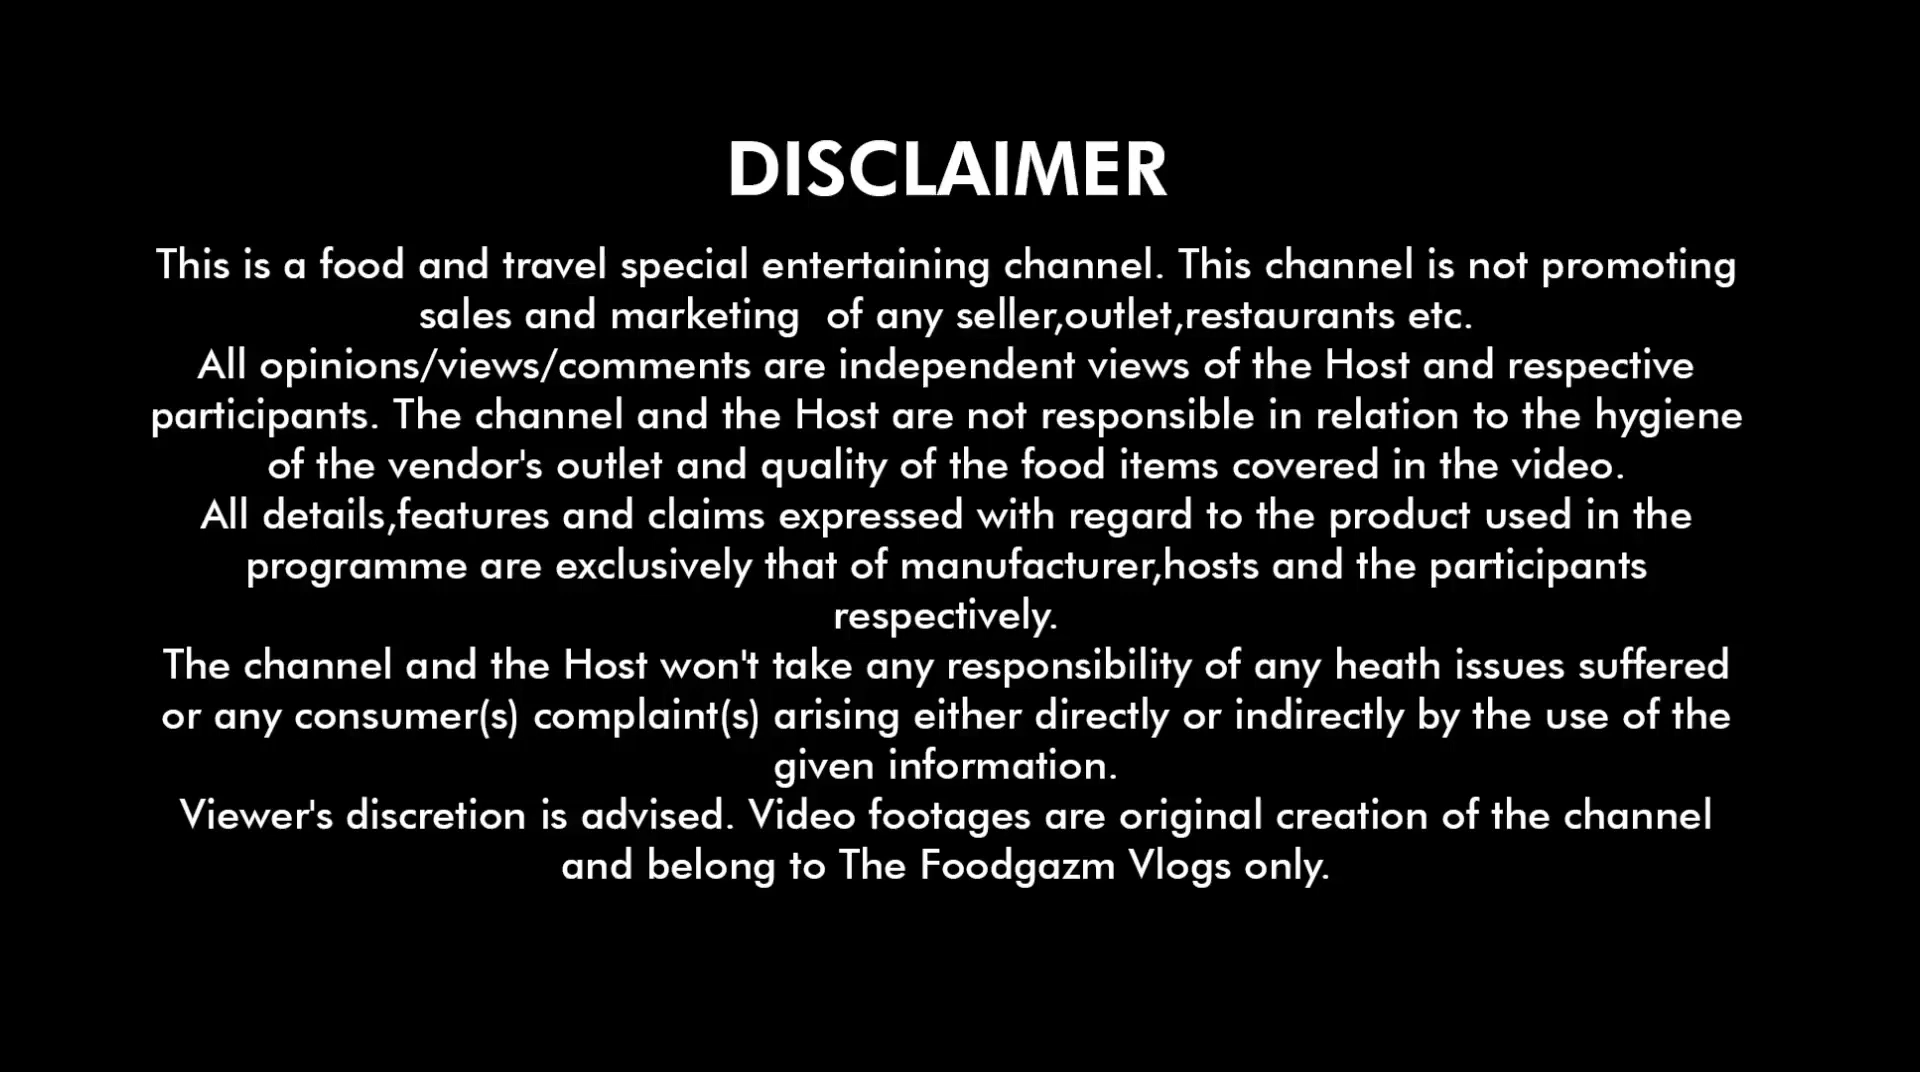 DISCLAIMER
This is a food and travel special entertaining channel. This channel is not promoting
sales and marketing  of any seller,outlet,restaurants etc.
All opinions/views/comments are independent views of the Host and respective
participants. The channel and the Host are not responsible in relation to the hygiene
of the vendor's outlet and quality of the food items covered in the video.
All details,features and claims expressed with regard to the product used in the
programme are exclusively that of manufacturer,hosts and the participants
respectively.
The channel and the Host won't take any responsibility of any heath issues suffered
or any consumer(s) complaint(s) arising either directly or indirectly by the use of the
given information.
Viewer's discretion is advised. Video footages are original creation of the channel
and belong to The Foodgazm Vlogs only.